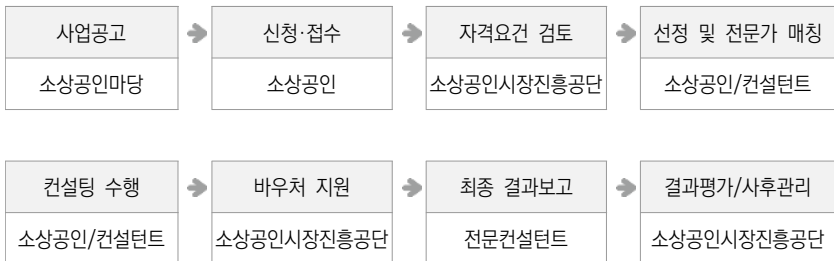 사업공고 신청·접수 자격요건 검토 선정 및 전문가 매칭
소상공인마당 소상공인 소상공인시장진흥공단 소상공인/컨설턴트
컨설팅 수행 바우처 지원 최종 결과보고 결과평가/사후관리
소상공인/컨설턴트 소상공인시장진흥공단 전문컨설턴트 소상공인시장진흥공단